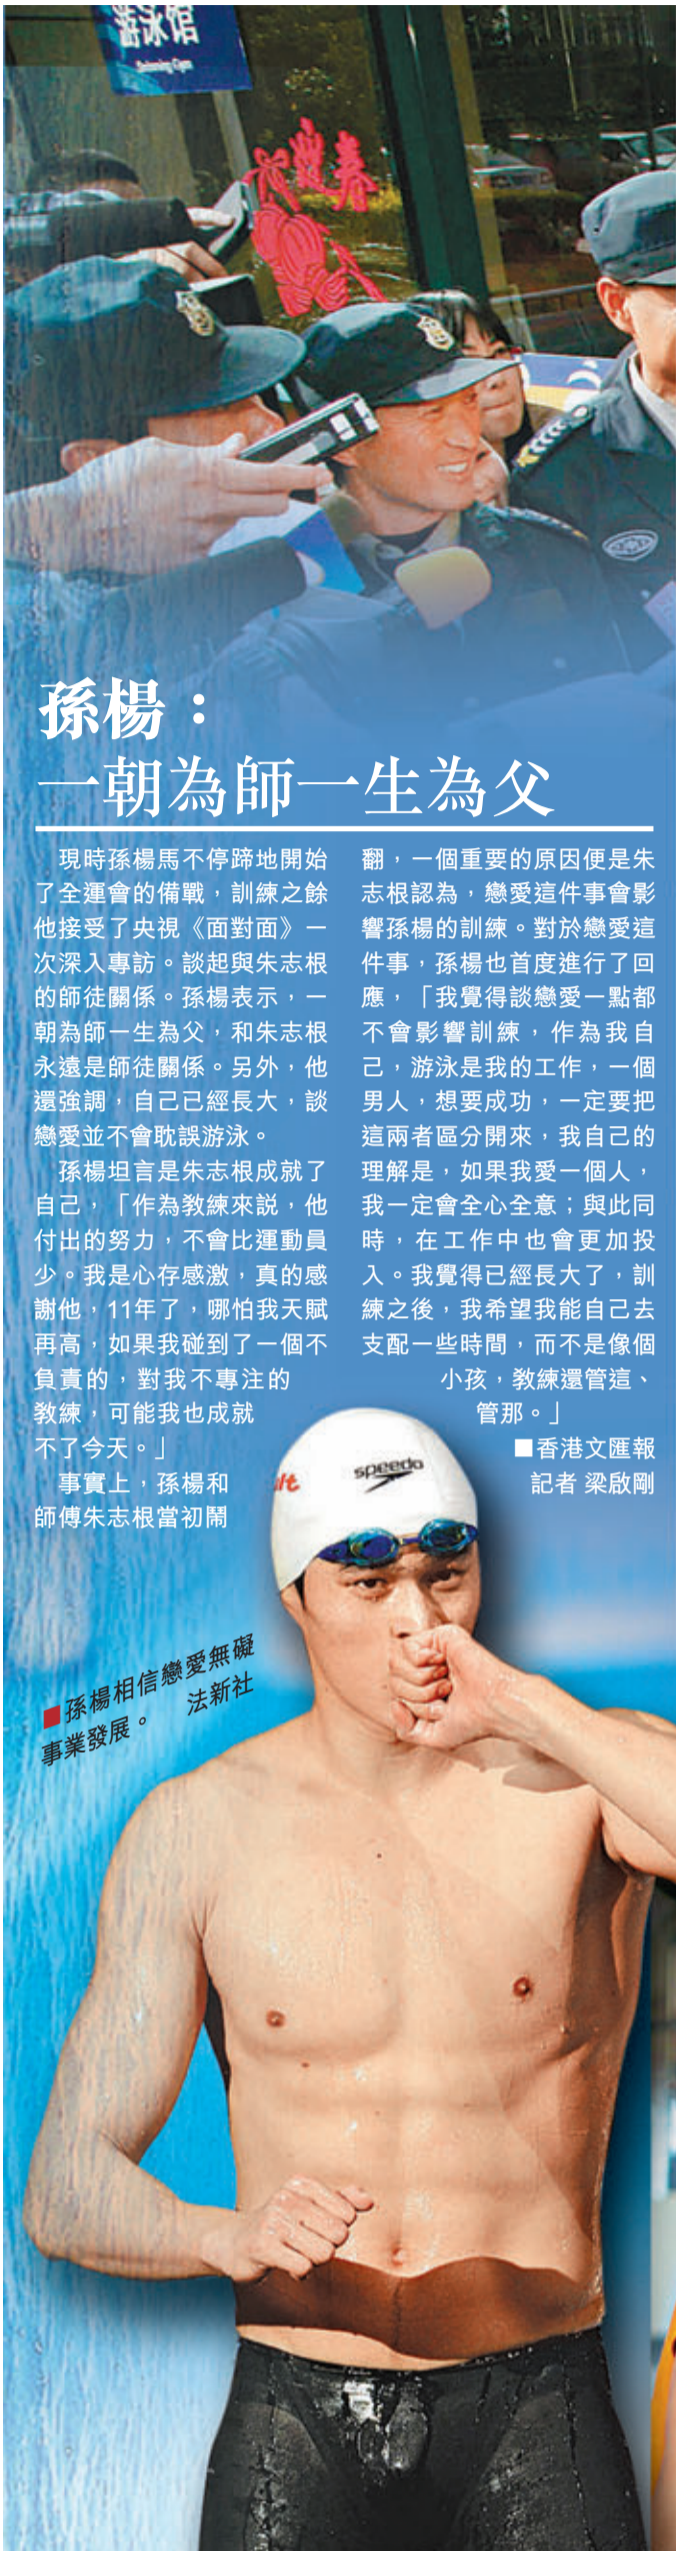 游泳馆
Swimming Gym
孫楊：
一朝為師一生為父
現時孫楊馬不停蹄地開始
了全運會的備戰，訓練之餘
他接受了央視《面對面》一
次深入專訪。談起與朱志根
的師徒關係。孫楊表示，一
朝為師一生為父，和朱志根
永遠是師徒關係。另外，他
還強調，自己已經長大，談
戀愛並不會耽誤游泳。
孫楊坦言是朱志根成就了
自己，「作為教練來説，他
付出的努力，不會比運動員
少。我是心存感激，真的感
謝他，11年了，哪怕我天賦
再高，如果我碰到了一個不
負責的，對我不專注的
教練，可能我也成就
不了今天。」
事實上，孫楊和
師傅朱志根當初鬧
翻，一個重要的原因便是朱
志根認為，戀愛這件事會影
響孫楊的訓練。對於戀愛這
件事，孫楊也首度進行了回
應，「我覺得談戀愛一點都
不會影響訓練，作為我自
己，游泳是我的工作，一個
男人，想要成功，一定要把
這兩者區分開來，我自己的
理解是，如果我愛一個人，
我一定會全心全意；與此同
時，在工作中也會更加投
入。我覺得已經長大了，訓
練之後，我希望我能自己去
支配一些時間，而不是像個
小孩，教練還管這、
管那。」
■香港文匯報
記者 梁啟剛
speedo
■孫楊相信戀愛無礙
事業發展。 法新社